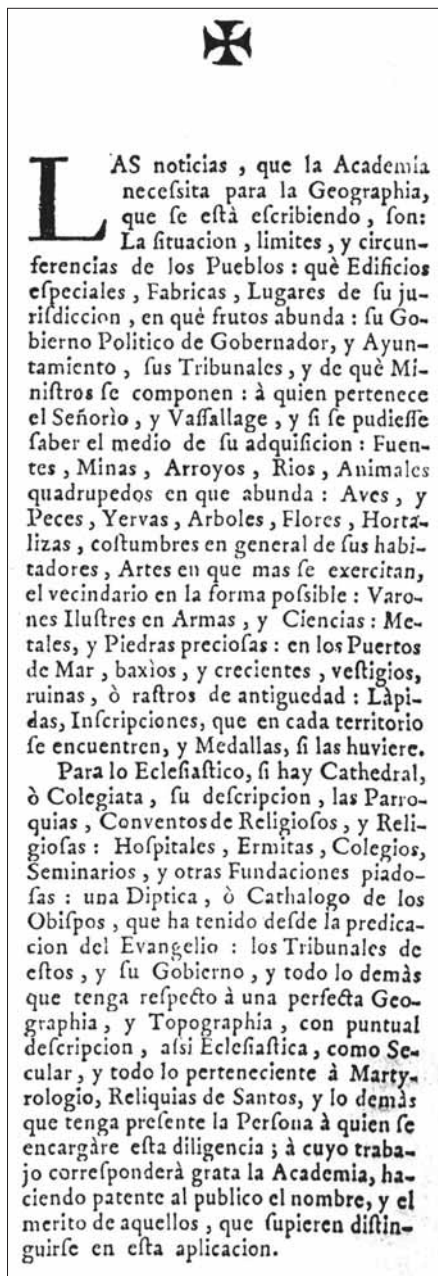 LAS noticias , que la Academia
neceſsita para la Geographia,
que ſe eſtà eſcribiendo , ſon:
La ſituacion , limites , y circun-
ferencias de los Pueblos : què Edificios
eſpeciales , Fabricas , Lugares de ſu ju-
riſdiccion , en què frutos abunda : ſu Go-
bierno Politico de Gobernador, y Ayun-
tamiento , ſus Tribunales , y de què Mi-
niſtros ſe componen : à quien pertenece
el Señorìo , y Vaſſallage , y ſi ſe pudieſſe
ſaber el medio de ſu adquiſicion : Fuen-
tes , Minas , Arroyos , Rios , Animales
quadrupedos en que abunda : Aves , y
Peces , Yervas , Arboles , Flores , Horta-
lizas , coſtumbres en general de ſus habi-
tadores , Artes en que mas ſe exercitan,
el vecindario en la forma poſsible : Varo-
nes Iluſtres en Armas , y Ciencias : Me-
tales, y Piedras precioſas : en los Puertos
de Mar , baxìos , y crecientes , veſtigios,
ruinas , ò raſtros de antiguedad : Làpi-
das, Inſcripciones, que en cada territorio
ſe encuentren, y Medallas, ſi las huviere.
Para lo Ecleſiaſtico, ſi hay Cathedral,
ò Colegiata , ſu deſcripcion , las Parro-
quias , Conventos de Religioſos , y Reli-
gioſas : Hoſpitales , Ermitas , Colegios,
Seminarios , y otras Fundaciones piado-
ſas : una Diptica , ò Cathalogo de los
Obiſpos , que ha tenido deſde la predica-
cion del Evangelio : los Tribunales de
eſtos , y ſu Gobierno , y todo lo demàs
que tenga reſpecto à una perfecta Geo-
graphia , y Topographia , con puntual
deſcripcion , aſsi Ecleſiaſtica , como Se-
cular , y todo lo perteneciente à Marty-
rologio, Reliquias de Santos, y lo demàs
que tenga preſente la Perſona à quien ſe
encargàre eſta diligencia ; à cuyo traba-
jo correſponderà grata la Academia, ha-
ciendo patente al publico el nombre, y el
merito de aquellos , que ſupieren diſtin-
guirſe en eſta aplicacion.